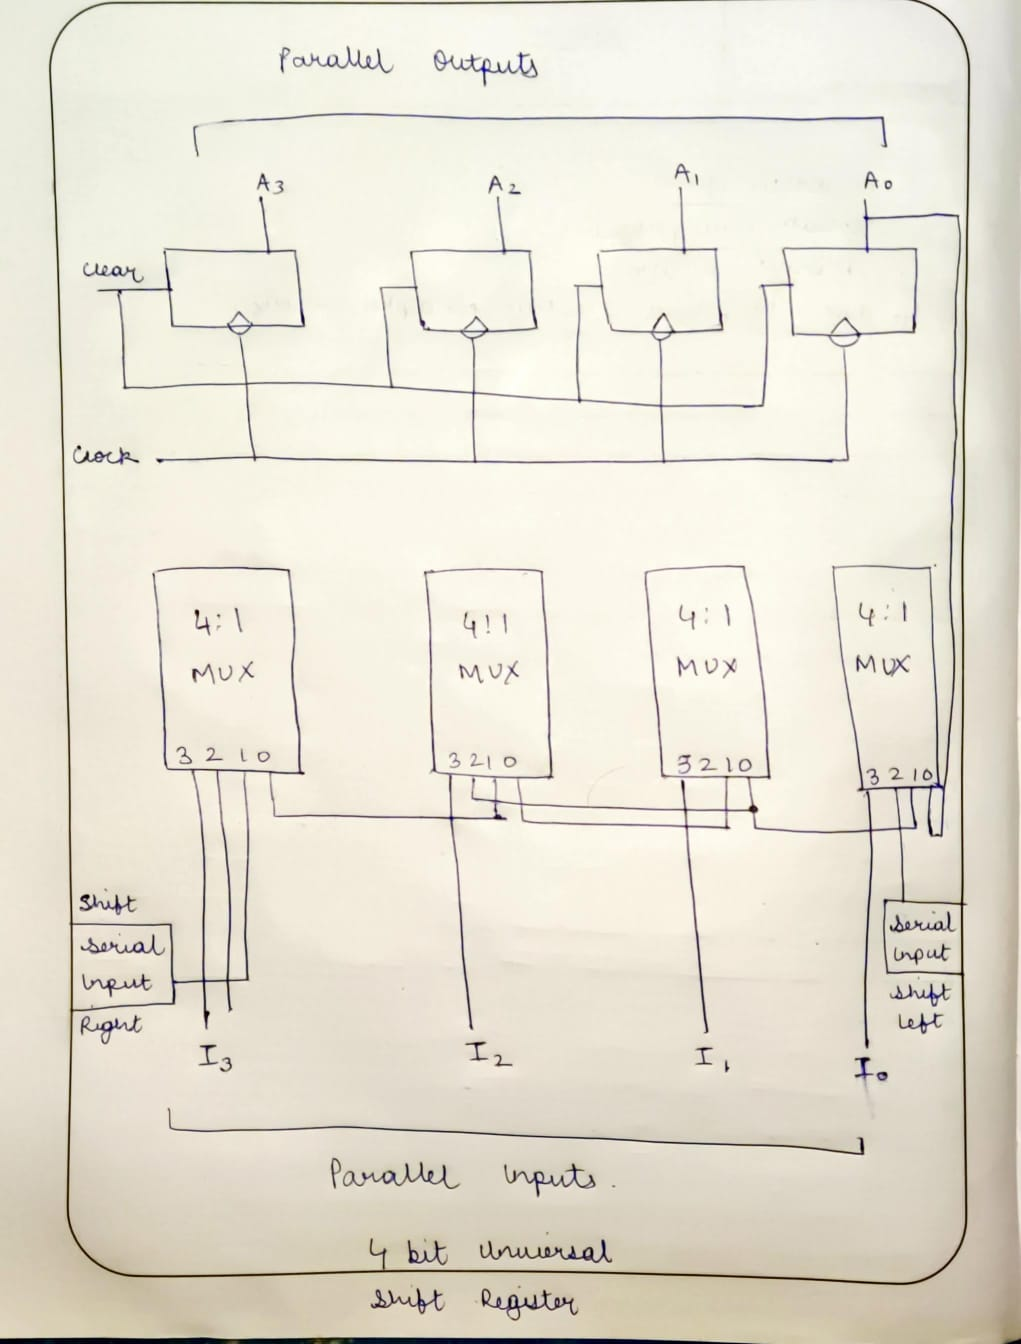 Parallel Outputs
A3 A2 A1 A0
Clear
Clock
4:1 4:1 4:1 4:1
MUX MUX MUX MUX
3 2 1 0 3 2 1 0 3 2 1 0 3 2 1 0
Shift
Serial
Input
Right
Serial
Input
Shift
Left
I3 I2 I1 I0
Parallel Inputs.
4 bit Universal
Shift Register